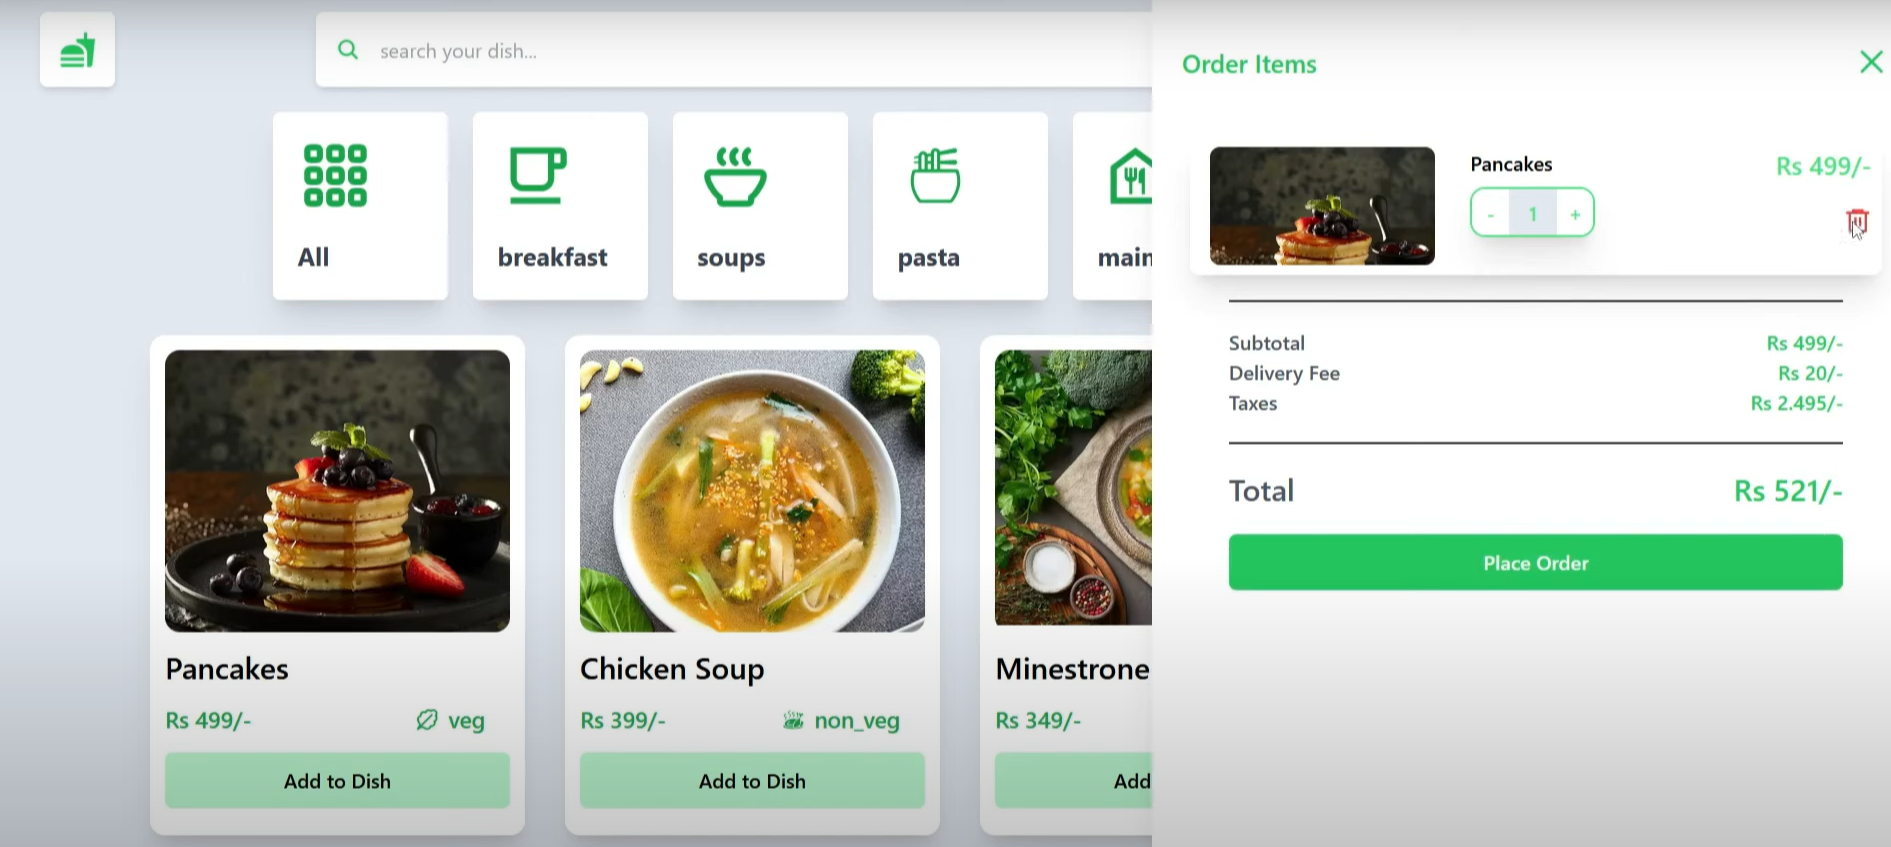 search your dish...
All
breakfast
soups
pasta
main
Pancakes
Rs 499/-
veg
Add to Dish
Chicken Soup
Rs 399/-
non_veg
Add to Dish
Minestrone
Rs 349/-
Add
Order Items
Pancakes
Rs 499/-
- 1 +
Subtotal Rs 499/-
Delivery Fee Rs 20/-
Taxes Rs 2.495/-
Total Rs 521/-
Place Order